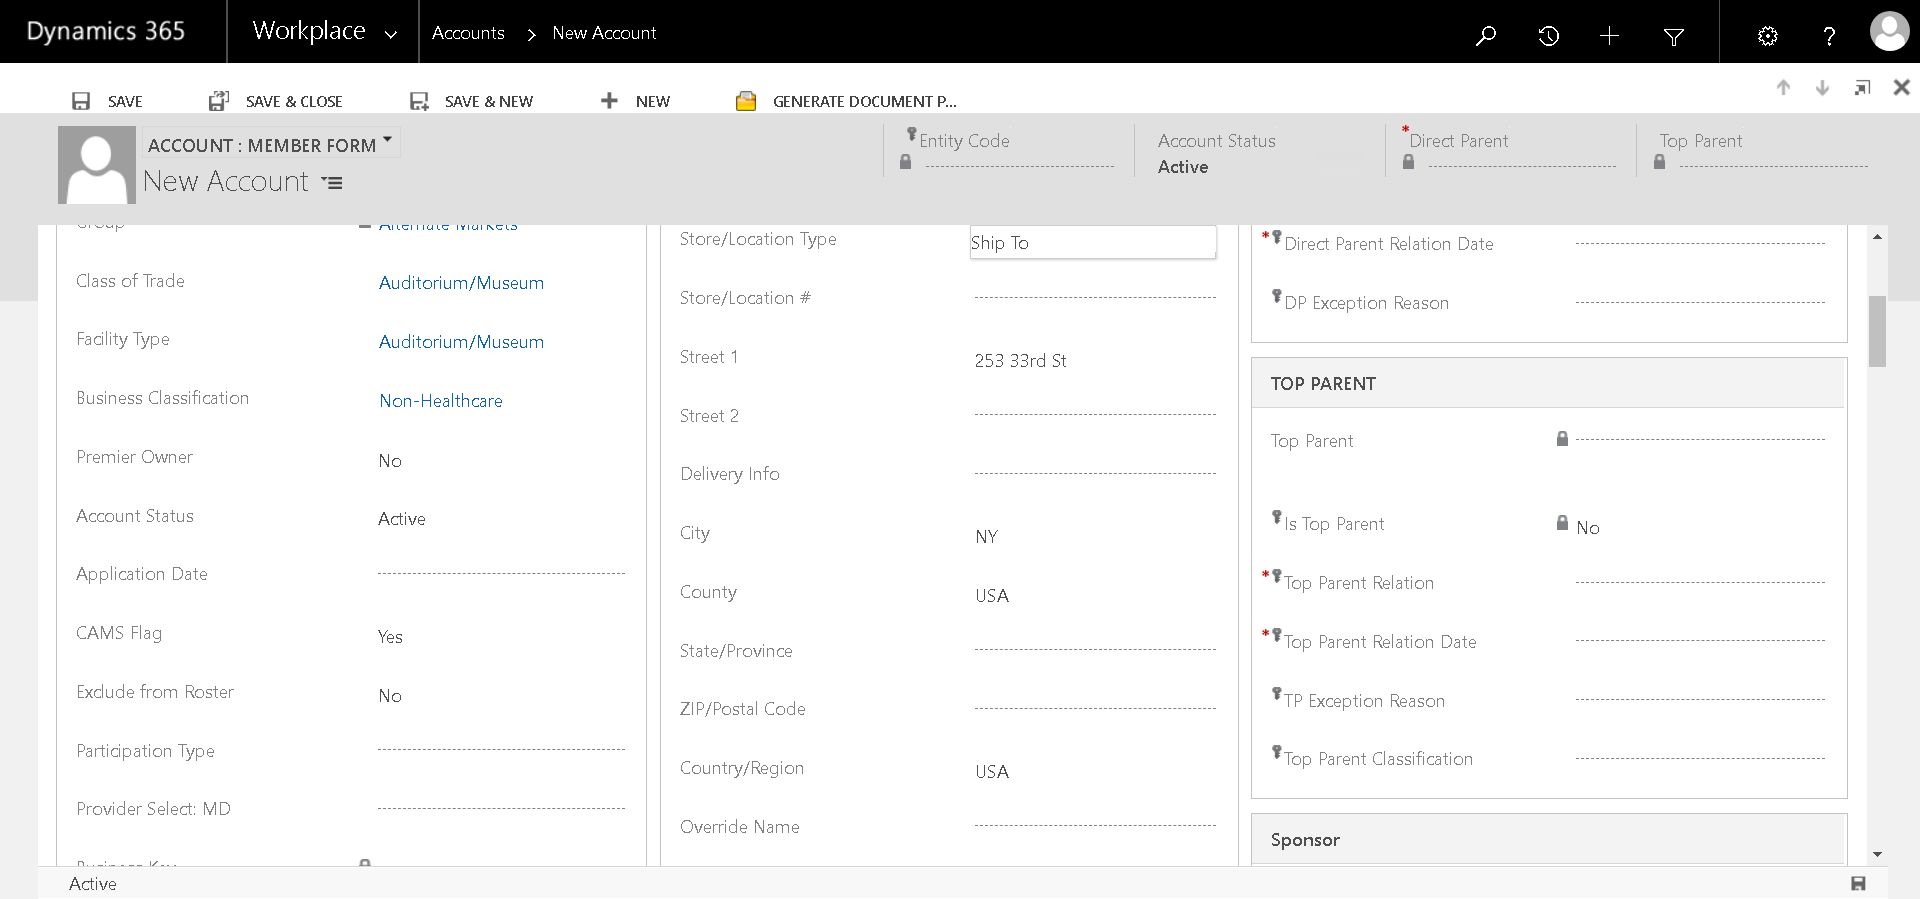 Dynamics 365
Workplace
Accounts > New Account
SAVE
SAVE & CLOSE
SAVE & NEW
NEW
GENERATE DOCUMENT P...
ACCOUNT : MEMBER FORM
New Account
Entity Code
Account Status
Active
* Direct Parent
Top Parent
Group
Alternate Markets
Class of Trade
Auditorium/Museum
Facility Type
Auditorium/Museum
Business Classification
Non-Healthcare
Premier Owner
No
Account Status
Active
Application Date
CAMS Flag
Yes
Exclude from Roster
No
Participation Type
Provider Select: MD
Business Key
Store/Location Type
Ship To
Store/Location #
Street 1
253 33rd St
Street 2
Delivery Info
City
NY
County
USA
State/Province
ZIP/Postal Code
Country/Region
USA
Override Name
* Direct Parent Relation Date
DP Exception Reason
TOP PARENT
Top Parent
Is Top Parent
No
* Top Parent Relation
* Top Parent Relation Date
TP Exception Reason
Top Parent Classification
Sponsor
Active